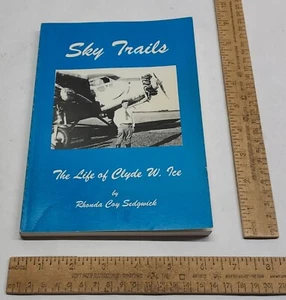 Sky Trails
The Life of Clyde W. Ice
by
Rhonda Coy Sedgwick